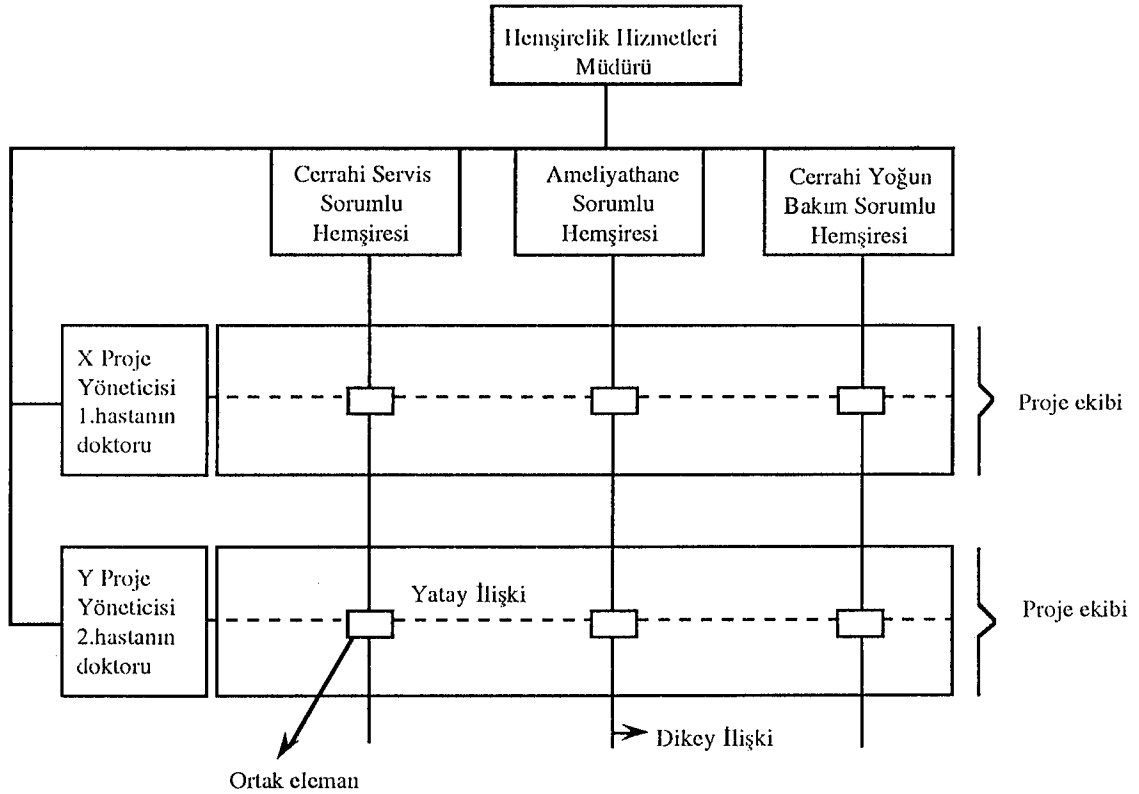 Hemşirelik Hizmetleri
Müdürü
Cerrahi Servis
Sorumlu
Hemşiresi
Ameliyathane
Sorumlu
Hemşiresi
Cerrahi Yoğun
Bakım Sorumlu
Hemşiresi
X Proje
Yöneticisi
1.hastanın
doktoru
Proje ekibi
Y Proje
Yöneticisi
2.hastanın
doktoru
Yatay İlişki
Proje ekibi
Dikey İlişki
Ortak eleman